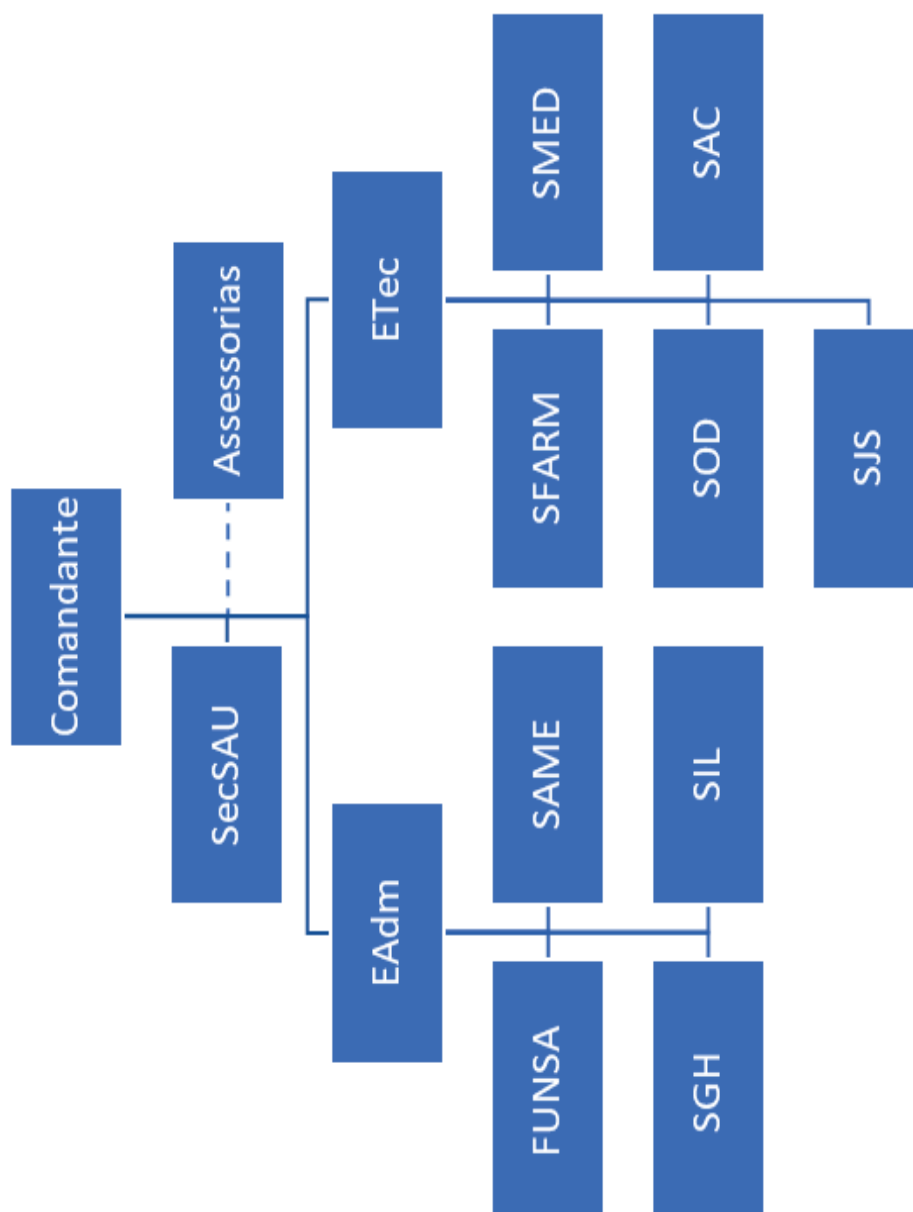 Comandante
SecSAU
Assessorias
EAdm
ETec
FUNSA
SAME
SFARM
SMED
SGH
SIL
SOD
SAC
SJS